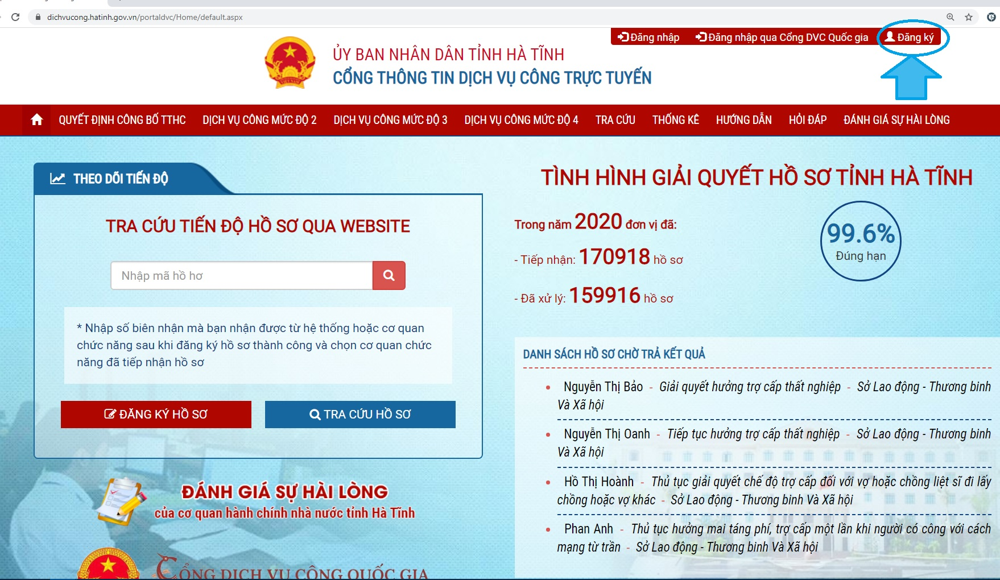 dichvucong.hatinh.gov.vn/portaldvc/Home/default.aspx
Đăng nhập Đăng nhập qua Cổng DVC Quốc gia Đăng ký
ỦY BAN NHÂN DÂN TỈNH HÀ TĨNH
CỔNG THÔNG TIN DỊCH VỤ CÔNG TRỰC TUYẾN
QUYẾT ĐỊNH CÔNG BỐ TTHC DỊCH VỤ CÔNG MỨC ĐỘ 2 DỊCH VỤ CÔNG MỨC ĐỘ 3 DỊCH VỤ CÔNG MỨC ĐỘ 4 TRA CỨU THỐNG KÊ HƯỚNG DẪN HỎI ĐÁP ĐÁNH GIÁ SỰ HÀI LÒNG
THEO DÕI TIẾN ĐỘ
TRA CỨU TIẾN ĐỘ HỒ SƠ QUA WEBSITE
Nhập mã hồ hơ
* Nhập số biên nhận mà bạn nhận được từ hệ thống hoặc cơ quan
chức năng sau khi đăng ký hồ sơ thành công và chọn cơ quan chức
năng đã tiếp nhận hồ sơ
ĐĂNG KÝ HỒ SƠ TRA CỨU HỒ SƠ
ĐÁNH GIÁ SỰ HÀI LÒNG
của cơ quan hành chính nhà nước tỉnh Hà Tĩnh
CỔNG DỊCH VỤ CÔNG QUỐC GIA
TÌNH HÌNH GIẢI QUYẾT HỒ SƠ TỈNH HÀ TĨNH
Trong năm 2020 đơn vị đã:
- Tiếp nhận: 170918 hồ sơ
- Đã xử lý: 159916 hồ sơ
99.6%
Đúng hạn
DANH SÁCH HỒ SƠ CHỜ TRẢ KẾT QUẢ
Nguyễn Thị Bảo - Giải quyết hưởng trợ cấp thất nghiệp - Sở Lao động - Thương binh
Và Xã hội
Nguyễn Thị Oanh - Tiếp tục hưởng trợ cấp thất nghiệp - Sở Lao động - Thương binh
Và Xã hội
Hồ Thị Hoành - Thủ tục giải quyết chế độ trợ cấp đối với vợ hoặc chồng liệt sĩ đi lấy
chồng hoặc vợ khác - Sở Lao động - Thương binh Và Xã hội
Phan Anh - Thủ tục hưởng mai táng phí, trợ cấp một lần khi người có công với cách
mạng từ trần - Sở Lao động - Thương binh Và Xã hội